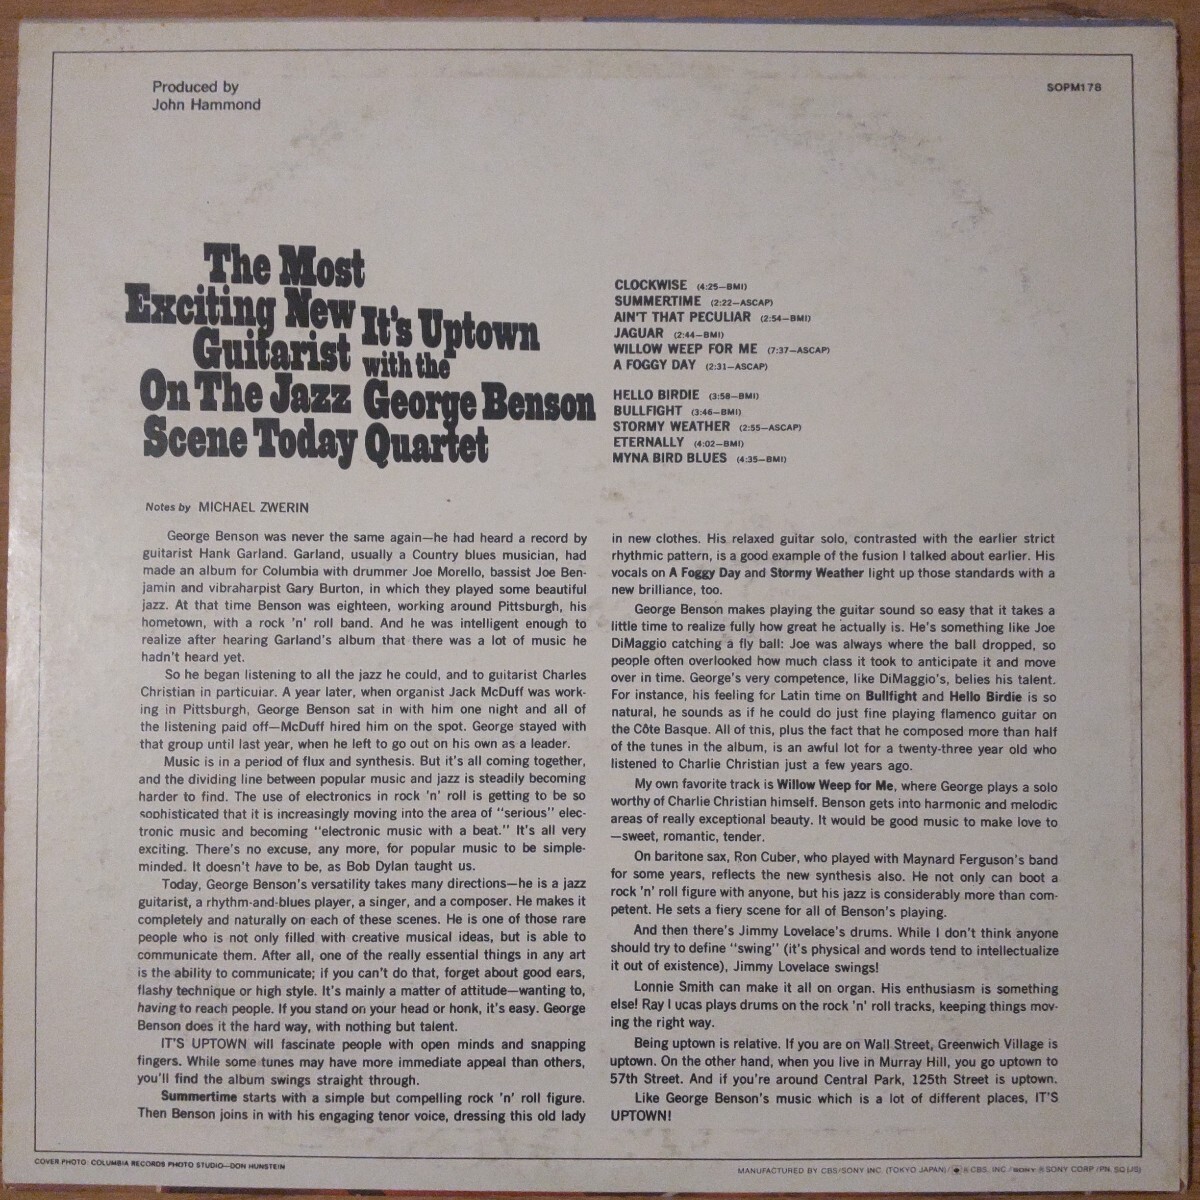 Produced by
John Hammond
SOPM178
The Most
Exciting New
Guitarist
On The Jazz
Scene Today
It's Uptown
with the
George Benson
Quartet
CLOCKWISE (4:25—BMI)
SUMMERTIME (2:22—ASCAP)
AIN'T THAT PECULIAR (2:54—BMI)
JAGUAR (2:44—BMI)
WILLOW WEEP FOR ME (7:37—ASCAP)
A FOGGY DAY (2:31—ASCAP)
HELLO BIRDIE (3:58—BMI)
BULLFIGHT (3:46—BMI)
STORMY WEATHER (2:55—ASCAP)
ETERNALLY (4:02—BMI)
MYNA BIRD BLUES (4:35—BMI)
Notes by MICHAEL ZWERIN
George Benson was never the same again—he had heard a record by
guitarist Hank Garland. Garland, usually a Country blues musician, had
made an album for Columbia with drummer Joe Morello, bassist Joe Ben-
jamin and vibraharpist Gary Burton, in which they played some beautiful
jazz. At that time Benson was eighteen, working around Pittsburgh, his
hometown, with a rock 'n' roll band. And he was intelligent enough to
realize after hearing Garland's album that there was a lot of music he
hadn't heard yet.
So he began listening to all the jazz he could, and to guitarist Charles
Christian in particular. A year later, when organist Jack McDuff was work-
ing in Pittsburgh, George Benson sat in with him one night and all of
the listening paid off—McDuff hired him on the spot. George stayed with
that group until last year, when he left to go out on his own as a leader.
Music is in a period of flux and synthesis. But it's all coming together,
and the dividing line between popular music and jazz is steadily becoming
harder to find. The use of electronics in rock 'n' roll is getting to be so
sophisticated that it is increasingly moving into the area of "serious" elec-
tronic music and becoming "electronic music with a beat." It's all very
exciting. There's no excuse, any more, for popular music to be simple-
minded. It doesn't have to be, as Bob Dylan taught us.
Today, George Benson's versatility takes many directions—he is a jazz
guitarist, a rhythm-and-blues player, a singer, and a composer. He makes it
completely and naturally on each of these scenes. He is one of those rare
people who is not only filled with creative musical ideas, but is able to
communicate them. After all, one of the really essential things in any art
is the ability to communicate; if you can't do that, forget about good ears,
flashy technique or high style. It's mainly a matter of attitude—wanting to,
having to reach people. If you stand on your head or honk, it's easy. George
Benson does it the hard way, with nothing but talent.
IT'S UPTOWN will fascinate people with open minds and snapping
fingers. While some tunes may have more immediate appeal than others,
you'll find the album swings straight through.
Summertime starts with a simple but compelling rock 'n' roll figure.
Then Benson joins in with his engaging tenor voice, dressing this old lady
in new clothes. His relaxed guitar solo, contrasted with the earlier strict
rhythmic pattern, is a good example of the fusion I talked about earlier. His
vocals on A Foggy Day and Stormy Weather light up those standards with a
new brilliance, too.
George Benson makes playing the guitar sound so easy that it takes a
little time to realize fully how great he actually is. He's something like Joe
DiMaggio catching a fly ball: Joe was always where the ball dropped, so
people often overlooked how much class it took to anticipate it and move
over in time. George's very competence, like DiMaggio's, belies his talent.
For instance, his feeling for Latin time on Bullfight and Hello Birdie is so
natural, he sounds as if he could do just fine playing flamenco guitar on
the Côte Basque. All of this, plus the fact that he composed more than half
of the tunes in the album, is an awful lot for a twenty-three year old who
listened to Charlie Christian just a few years ago.
My own favorite track is Willow Weep for Me, where George plays a solo
worthy of Charlie Christian himself. Benson gets into harmonic and melodic
areas of really exceptional beauty. It would be good music to make love to
—sweet, romantic, tender.
On baritone sax, Ron Cuber, who played with Maynard Ferguson's band
for some years, reflects the new synthesis also. He not only can boot a
rock 'n' roll figure with anyone, but his jazz is considerably more than com-
petent. He sets a fiery scene for all of Benson's playing.
And then there's Jimmy Lovelace's drums. While I don't think anyone
should try to define "swing" (it's physical and words tend to intellectualize
it out of existence), Jimmy Lovelace swings!
Lonnie Smith can make it all on organ. His enthusiasm is something
else! Ray Lucas plays drums on the rock 'n' roll tracks, keeping things mov-
ing the right way.
Being uptown is relative. If you are on Wall Street, Greenwich Village is
uptown. On the other hand, when you live in Murray Hill, you go uptown to
57th Street. And if you're around Central Park, 125th Street is uptown.
Like George Benson's music which is a lot of different places, IT'S
UPTOWN!
COVER PHOTO: COLUMBIA RECORDS PHOTO STUDIO—DON HUNSTEIN
MANUFACTURED BY CBS/SONY INC. (TOKYO JAPAN)/ ® CBS, INC./SONY ® SONY CORP (PN, SQ I/S)